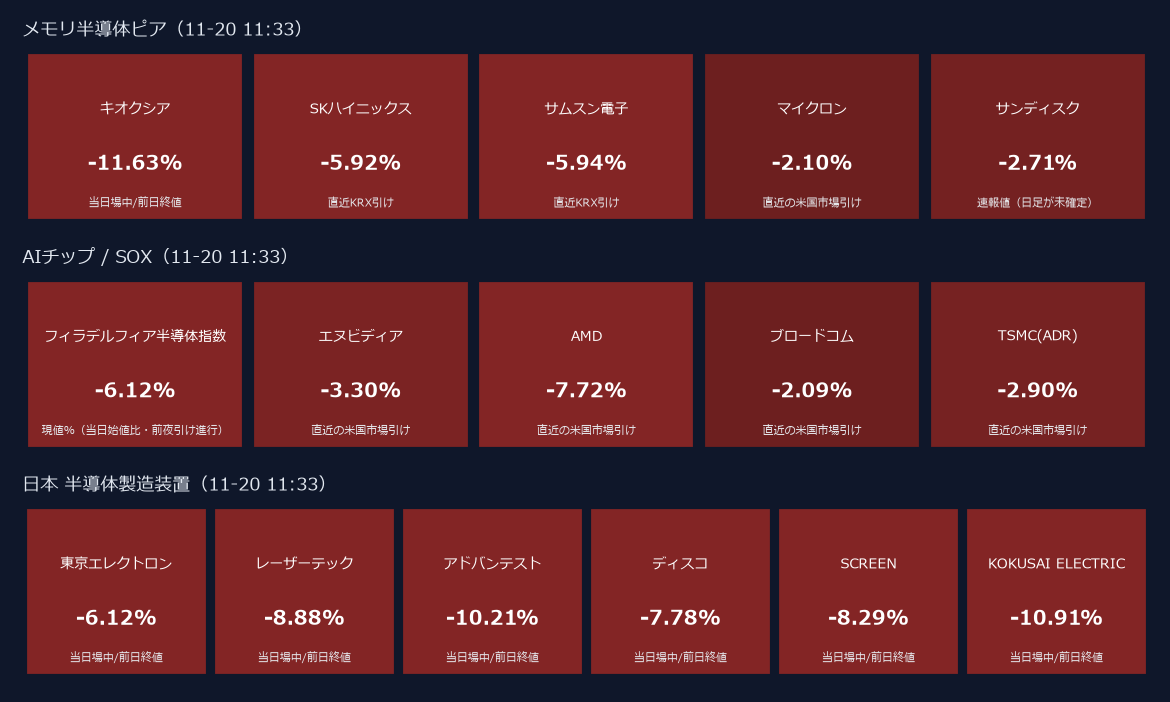 メモリ半導体ピア（11-20 11:33）
キオクシア
-11.63%
当日場中/前日終値
SKハイニックス
-5.92%
直近KRX引け
サムスン電子
-5.94%
直近KRX引け
マイクロン
-2.10%
直近の米国市場引け
サンディスク
-2.71%
速報値（日足が未確定）
AIチップ / SOX（11-20 11:33）
フィラデルフィア半導体指数
-6.12%
現値%（当日始値比・前夜引け進行）
エヌビディア
-3.30%
直近の米国市場引け
AMD
-7.72%
直近の米国市場引け
ブロードコム
-2.09%
直近の米国市場引け
TSMC(ADR)
-2.90%
直近の米国市場引け
日本 半導体製造装置（11-20 11:33）
東京エレクトロン
-6.12%
当日場中/前日終値
レーザーテック
-8.88%
当日場中/前日終値
アドバンテスト
-10.21%
当日場中/前日終値
ディスコ
-7.78%
当日場中/前日終値
SCREEN
-8.29%
当日場中/前日終値
KOKUSAI ELECTRIC
-10.91%
当日場中/前日終値